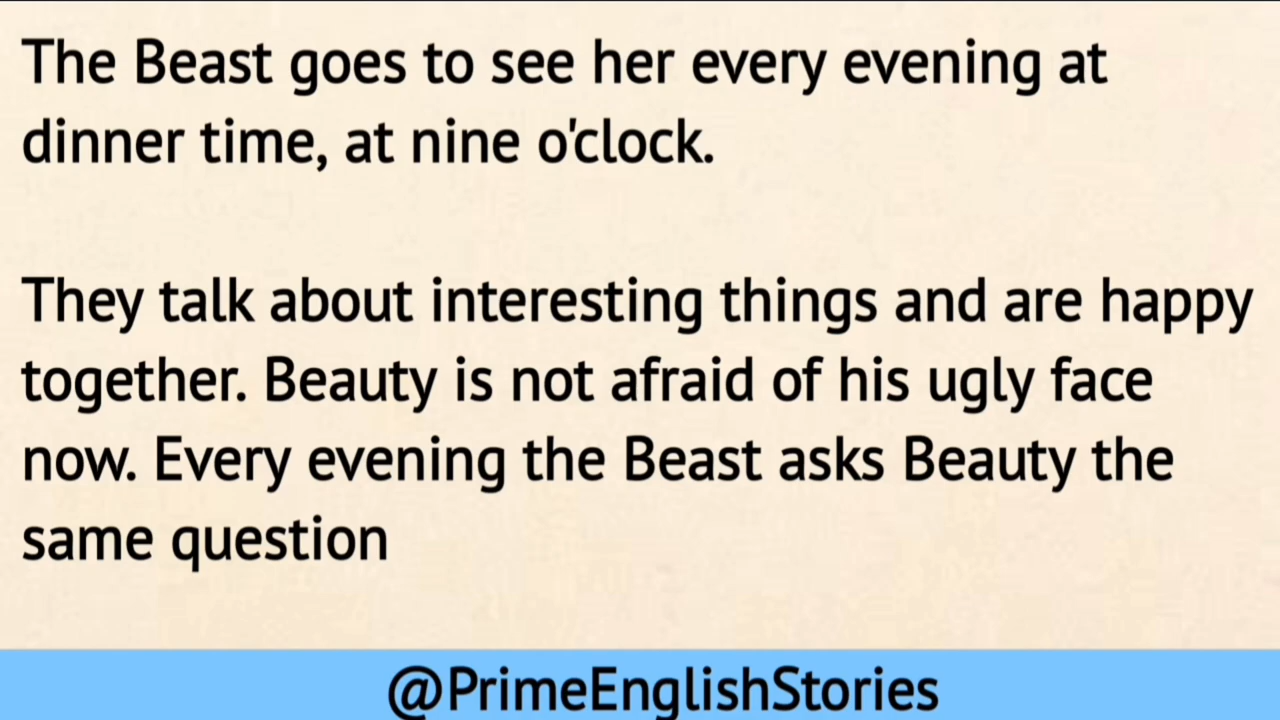 The Beast goes to see her every evening at
dinner time, at nine o'clock.
They talk about interesting things and are happy
together. Beauty is not afraid of his ugly face
now. Every evening the Beast asks Beauty the
same question
@PrimeEnglishStories